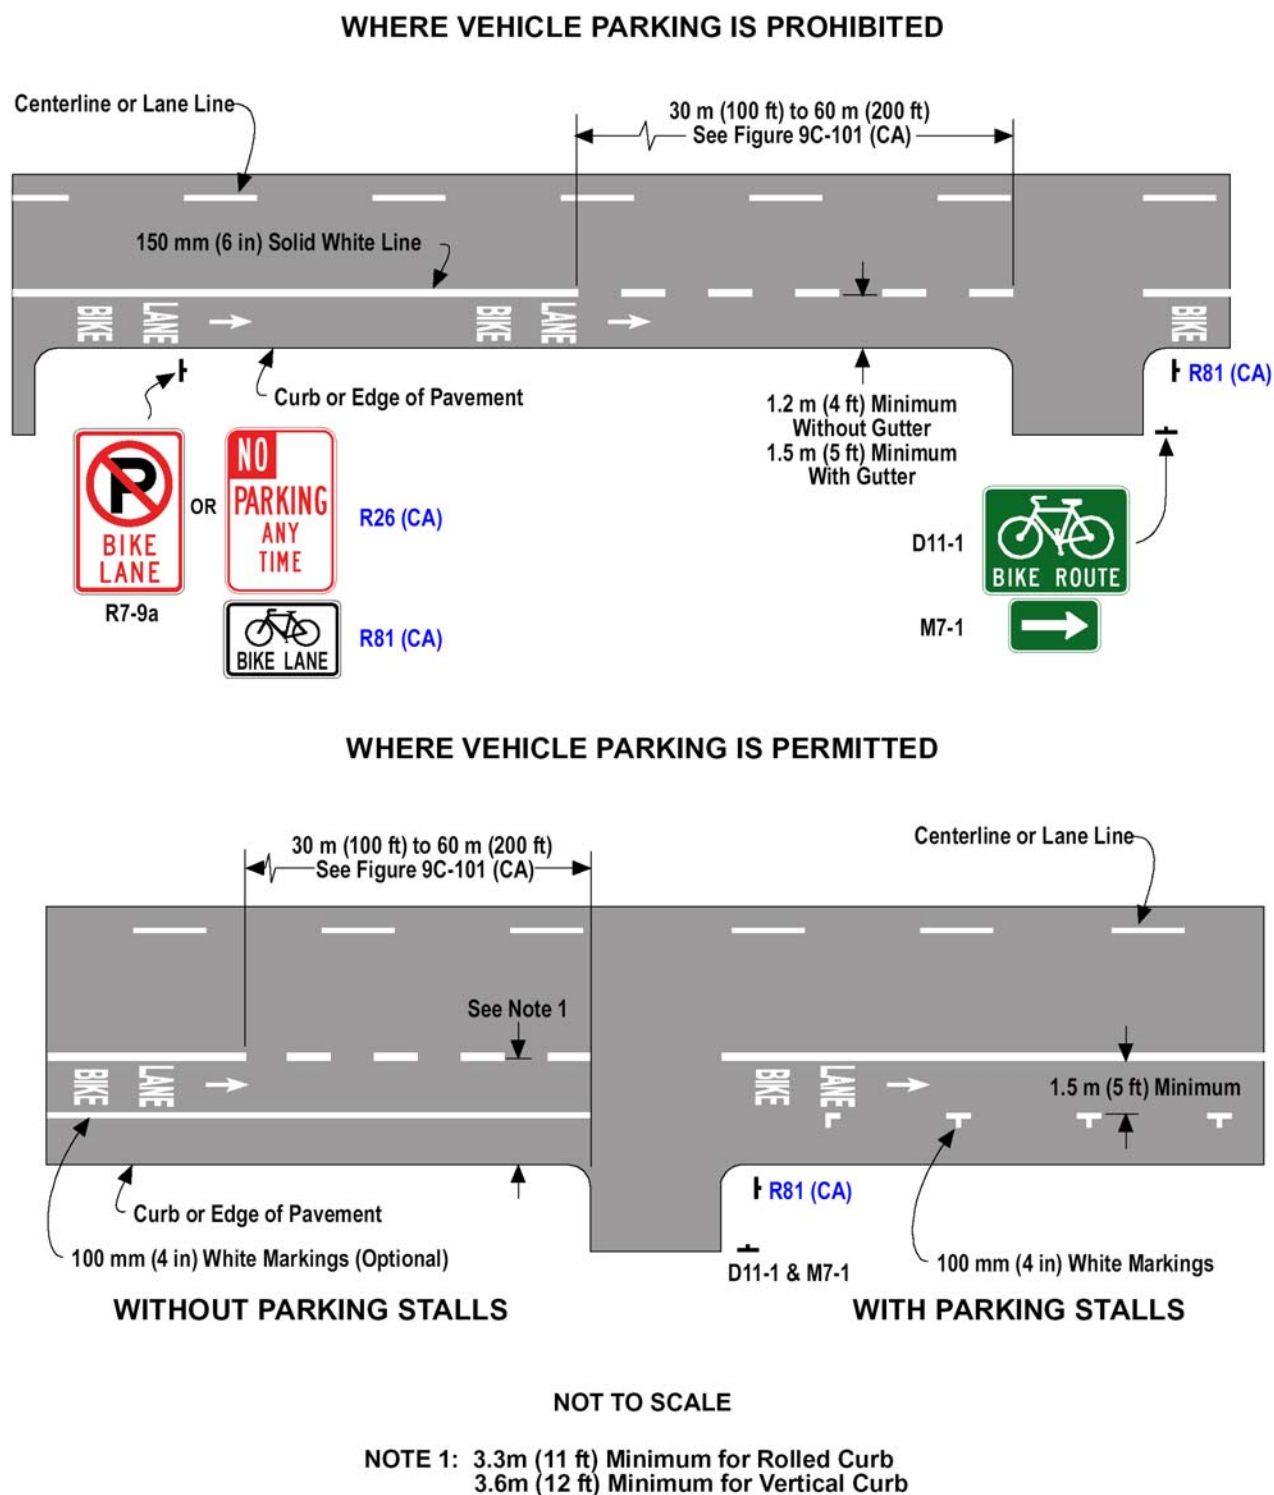 WHERE VEHICLE PARKING IS PROHIBITED
Centerline or Lane Line
30 m (100 ft) to 60 m (200 ft)
See Figure 9C-101 (CA)
150 mm (6 in) Solid White Line
BIKE LANE
BIKE LANE
BIKE
Curb or Edge of Pavement
R81 (CA)
1.2 m (4 ft) Minimum
Without Gutter
1.5 m (5 ft) Minimum
With Gutter
P
BIKE
LANE
R7-9a
OR
NO
PARKING
ANY
TIME
R26 (CA)
BIKE LANE
R81 (CA)
D11-1
BIKE ROUTE
M7-1
WHERE VEHICLE PARKING IS PERMITTED
30 m (100 ft) to 60 m (200 ft)
See Figure 9C-101 (CA)
Centerline or Lane Line
See Note 1
BIKE LANE
BIKE LANE
1.5 m (5 ft) Minimum
R81 (CA)
Curb or Edge of Pavement
100 mm (4 in) White Markings (Optional)
D11-1 & M7-1
100 mm (4 in) White Markings
WITHOUT PARKING STALLS
WITH PARKING STALLS
NOT TO SCALE
NOTE 1: 3.3m (11 ft) Minimum for Rolled Curb
3.6m (12 ft) Minimum for Vertical Curb